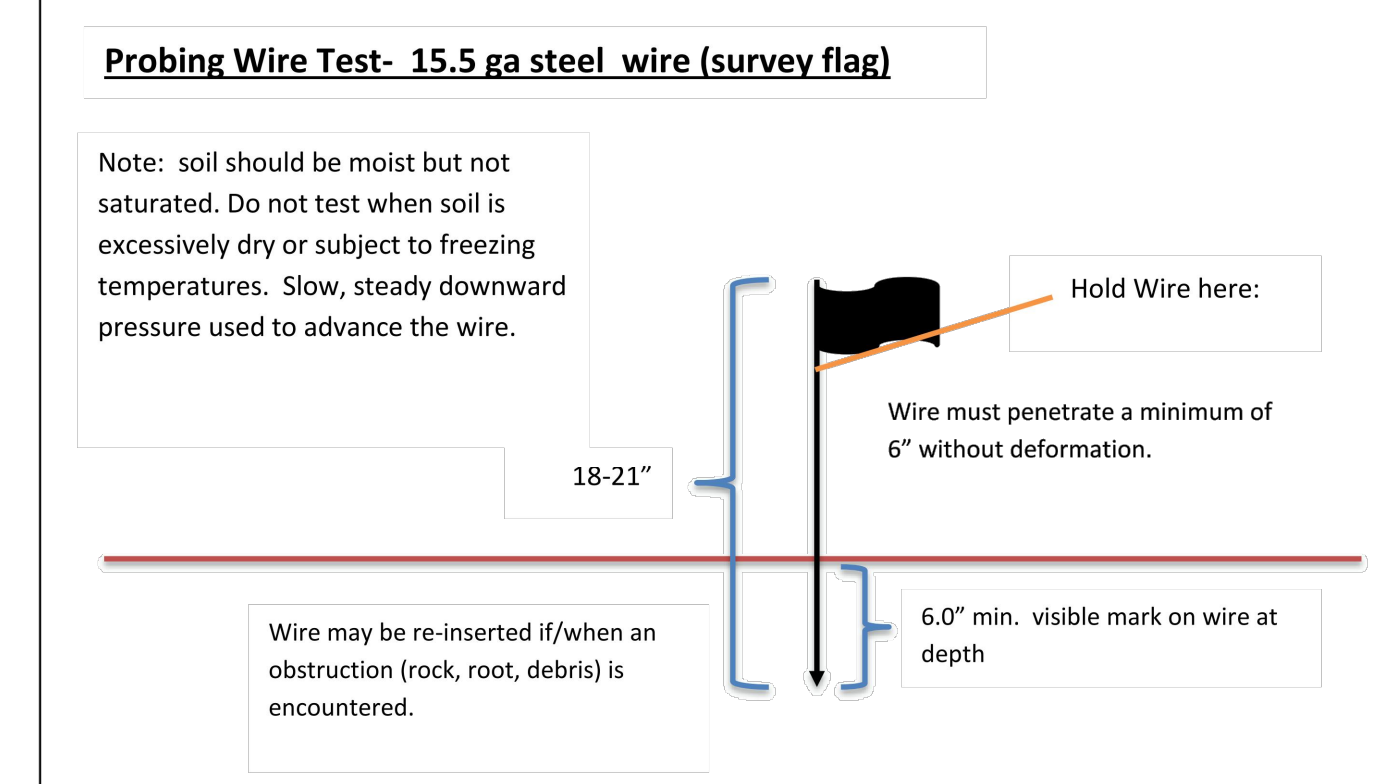 Probing Wire Test-  15.5 ga steel  wire (survey flag)
Note:  soil should be moist but not
saturated. Do not test when soil is
excessively dry or subject to freezing
temperatures.  Slow, steady downward
pressure used to advance the wire.
Hold Wire here:
Wire must penetrate a minimum of
6” without deformation.
18-21”
6.0” min.  visible mark on wire at
depth
Wire may be re-inserted if/when an
obstruction (rock, root, debris) is
encountered.